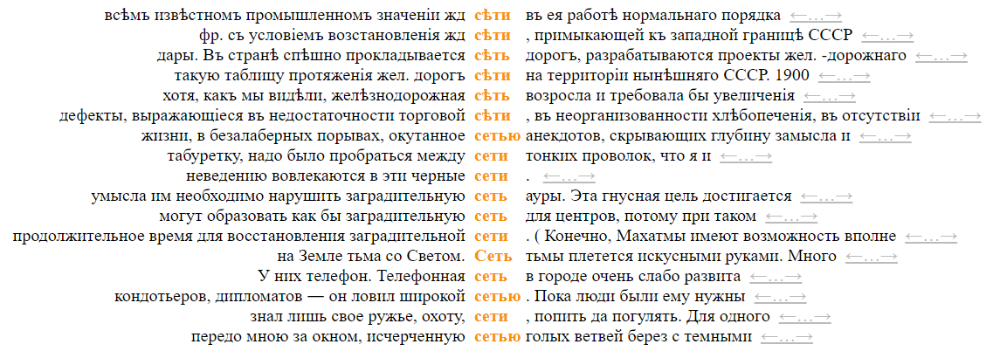 всѣмъ извѣстномъ промышленномъ значеніи жд сѣти въ ея работѣ нормальнаго порядка ←…→
фр. съ условіемъ возстановленія жд сѣти , примыкающей къ западной границѣ СССР ←…→
дары. Въ странѣ спѣшно прокладывается сѣть дорогъ, разрабатываются проекты жел. -дорожнаго ←…→
такую таблицу протяженія жел. дорогъ сѣти на территоріи нынѣшняго СССР. 1900 ←…→
хотя, какъ мы видѣли, желѣзнодорожная сѣть возросла и требовала бы увеличенія ←…→
дефекты, выражающіеся въ недостаточности торговой сѣти , въ неорганизованности хлѣбопеченія, въ отсутствіи ←…→
жизни, в безалаберных порывах, окутанное сетью анекдотов, скрывающих глубину замысла и ←…→
табуретку, надо было пробраться между сети тонких проволок, что я и ←…→
неведению вовлекаются в эти черные сети . ←…→
умысла им необходимо нарушить заградительную сеть ауры. Эта гнусная цель достигается ←…→
могут образовать как бы заградительную сеть для центров, потому при таком ←…→
продолжительное время для восстановления заградительной сети . ( Конечно, Махатмы имеют возможность вполне ←…→
на Земле тьма со Светом. Сеть тьмы плетется искусными руками. Много ←…→
У них телефон. Телефонная сеть в городе очень слабо развита ←…→
кондотьеров, дипломатов — он ловил широкой сетью . Пока люди были ему нужны ←…→
знал лишь свое ружье, охоту, сети , попить да погулять. Для одного ←…→
передо мною за окном, исчерченную сетью голых ветвей берез с темными ←…→